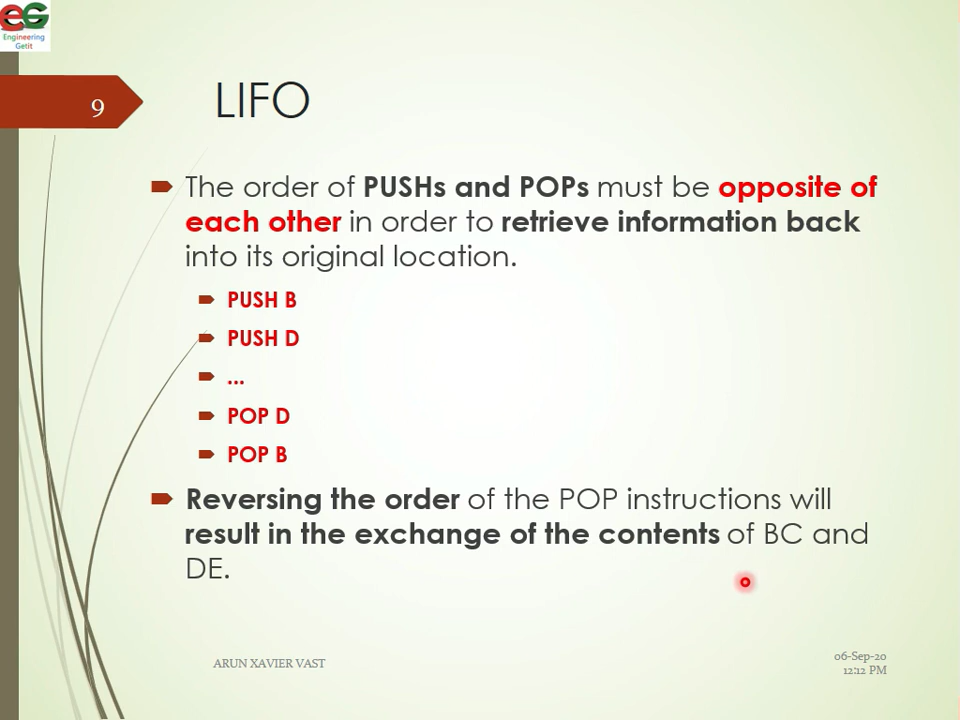 EG
Engineering
Getit
9
LIFO
The order of PUSHs and POPs must be opposite of
each other in order to retrieve information back
into its original location.
PUSH B
PUSH D
...
POP D
POP B
Reversing the order of the POP instructions will
result in the exchange of the contents of BC and
DE.
ARUN XAVIER VAST
06-Sep-20
12:12 PM